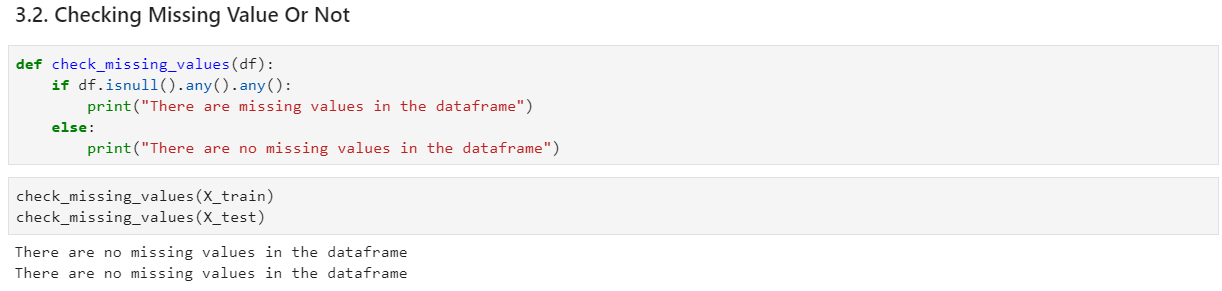 3.2. Checking Missing Value Or Not
def check_missing_values(df):
    if df.isnull().any().any():
        print("There are missing values in the dataframe")
    else:
        print("There are no missing values in the dataframe")
check_missing_values(X_train)
check_missing_values(X_test)
There are no missing values in the dataframe
There are no missing values in the dataframe